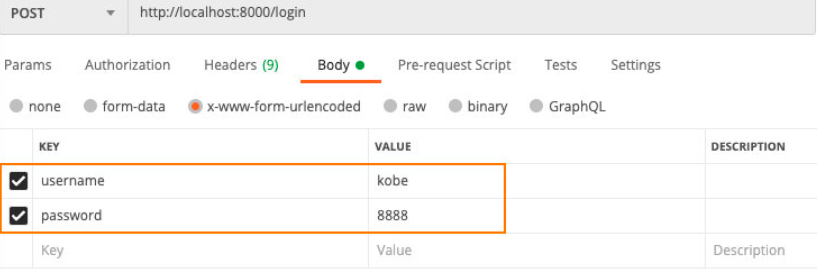 POST http://localhost:8000/login
Params Authorization Headers (9) Body Pre-request Script Tests Settings
none form-data x-www-form-urlencoded raw binary GraphQL
KEY VALUE DESCRIPTION
username kobe
password 8888
Key Value Description